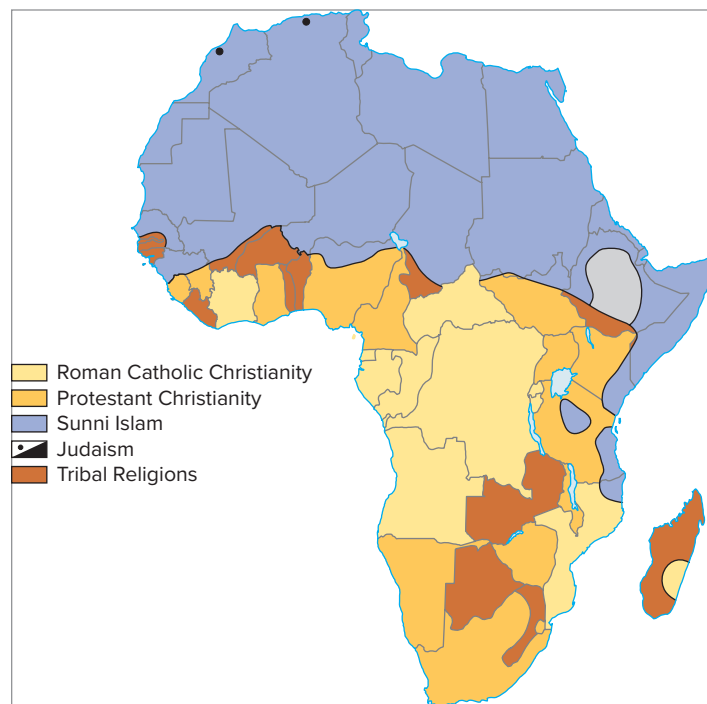 Roman Catholic Christianity
Protestant Christianity
Sunni Islam
Judaism
Tribal Religions